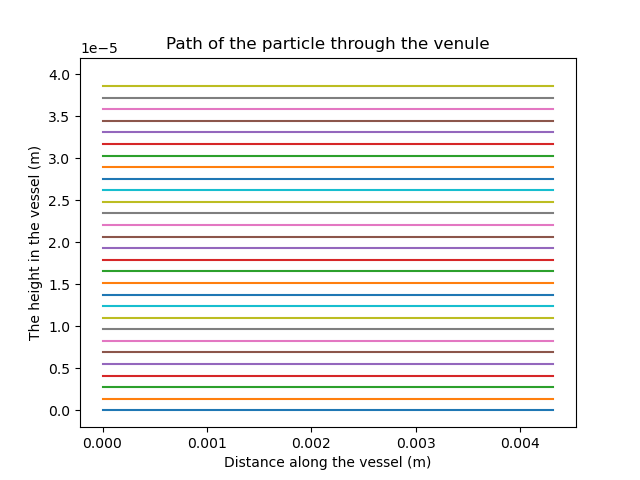 Path of the particle through the venule
1e−5
4.0
3.5
3.0
2.5
2.0
1.5
1.0
0.5
0.0
The height in the vessel (m)
0.000 0.001 0.002 0.003 0.004
Distance along the vessel (m)